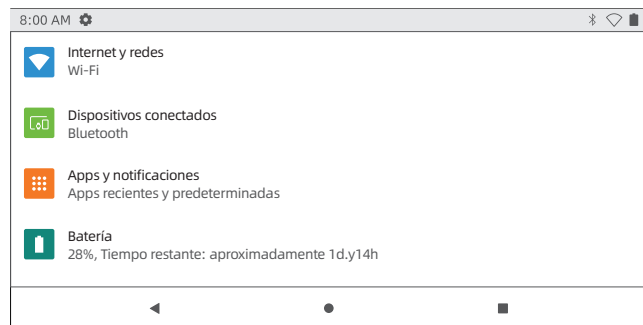 8:00 AM
Internet y redes
Wi-Fi
Dispositivos conectados
Bluetooth
Apps y notificaciones
Apps recientes y predeterminadas
Batería
28%, Tiempo restante: aproximadamente 1d.y14h